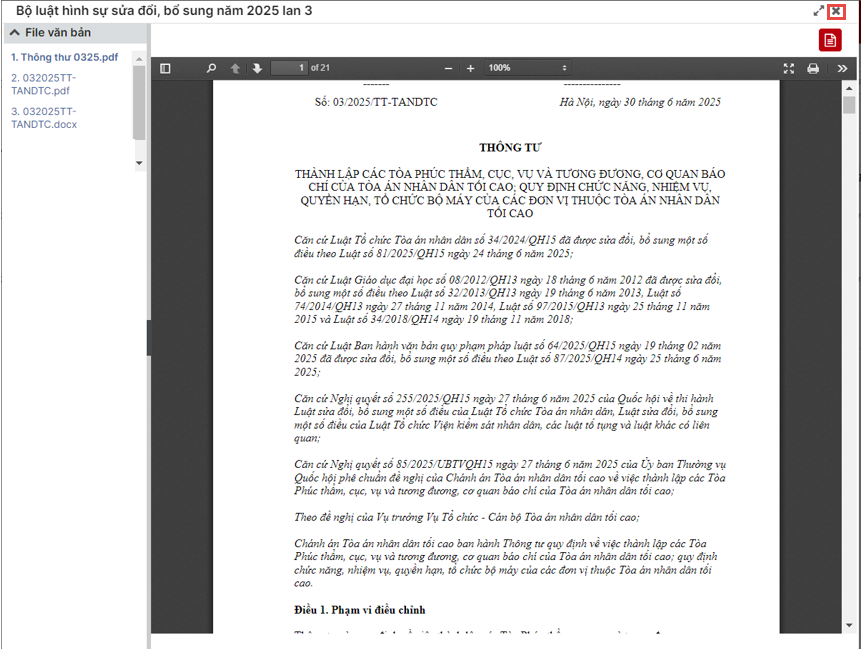 Bộ luật hình sự sửa đổi, bổ sung năm 2025 lan 3
File văn bản
1. Thông thư 0325.pdf
2. 032025TT-
TANDTC.pdf
3. 032025TT-
TANDTC.docx
1 of 21
100%
Số: 03/2025/TT-TANDTC
Hà Nội, ngày 30 tháng 6 năm 2025
THÔNG TƯ
THÀNH LẬP CÁC TÒA PHÚC THẨM, CỤC, VỤ VÀ TƯƠNG ĐƯƠNG, CƠ QUAN BÁO
CHÍ CỦA TÒA ÁN NHÂN DÂN TỐI CAO; QUY ĐỊNH CHỨC NĂNG, NHIỆM VỤ,
QUYỀN HẠN, TỔ CHỨC BỘ MÁY CỦA CÁC ĐƠN VỊ THUỘC TÒA ÁN NHÂN DÂN
TỐI CAO
Căn cứ Luật Tổ chức Tòa án nhân dân số 34/2024/QH15 đã được sửa đổi, bổ sung một số
điều theo Luật số 81/2025/QH15 ngày 24 tháng 6 năm 2025;
Căn cứ Luật Giáo dục đại học số 08/2012/QH13 ngày 18 tháng 6 năm 2012 đã được sửa đổi,
bổ sung một số điều theo Luật số 32/2013/QH13 ngày 19 tháng 6 năm 2013, Luật số
74/2014/QH13 ngày 27 tháng 11 năm 2014, Luật số 97/2015/QH13 ngày 25 tháng 11 năm
2015 và Luật số 34/2018/QH14 ngày 19 tháng 11 năm 2018;
Căn cứ Luật Ban hành văn bản quy phạm pháp luật số 64/2025/QH15 ngày 19 tháng 02 năm
2025 đã được sửa đổi, bổ sung một số điều theo Luật số 87/2025/QH14 ngày 25 tháng 6 năm
2025;
Căn cứ Nghị quyết số 255/2025/QH15 ngày 27 tháng 6 năm 2025 của Quốc hội về thi hành
Luật sửa đổi, bổ sung một số điều của Luật Tổ chức Tòa án nhân dân, Luật sửa đổi, bổ sung
một số điều của Luật Tổ chức Viện kiểm sát nhân dân, các luật tố tụng và luật khác có liên
quan;
Căn cứ Nghị quyết số 85/2025/UBTVQH15 ngày 27 tháng 6 năm 2025 của Ủy ban Thường vụ
Quốc hội phê chuẩn đề nghị của Chánh án Tòa án nhân dân tối cao về việc thành lập các Tòa
Phúc thẩm, cục, vụ và tương đương, cơ quan báo chí của Tòa án nhân dân tối cao;
Theo đề nghị của Vụ trưởng Vụ Tổ chức - Cán bộ Tòa án nhân dân tối cao;
Chánh án Tòa án nhân dân tối cao ban hành Thông tư quy định về việc thành lập các Tòa
Phúc thẩm, cục, vụ và tương đương, cơ quan báo chí của Tòa án nhân dân tối cao; quy định
chức năng, nhiệm vụ, quyền hạn, tổ chức bộ máy của các đơn vị thuộc Tòa án nhân dân tối
cao.
Điều 1. Phạm vi điều chỉnh